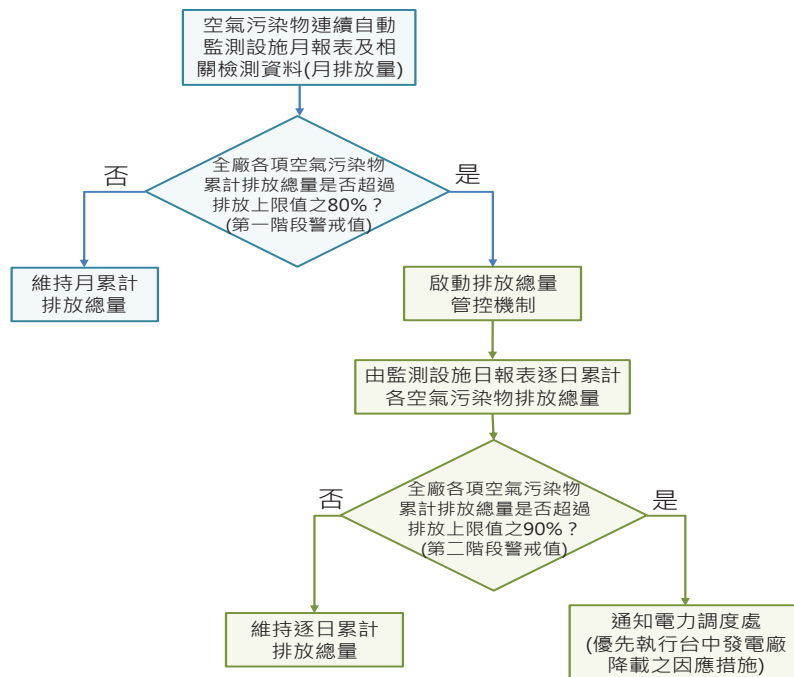 空氣污染物連續自動
監測設施月報表及相
關檢測資料(月排放量)
全廠各項空氣污染物
累計排放總量是否超過
排放上限值之80%？
(第一階段警戒值)
否
是
維持月累計
排放總量
啟動排放總量
管控機制
由監測設施日報表逐日累計
各空氣污染物排放總量
全廠各項空氣污染物
累計排放總量是否超過
排放上限值之90%？
(第二階段警戒值)
否
是
維持逐日累計
排放總量
通知電力調度處
(優先執行台中發電廠
降載之因應措施)